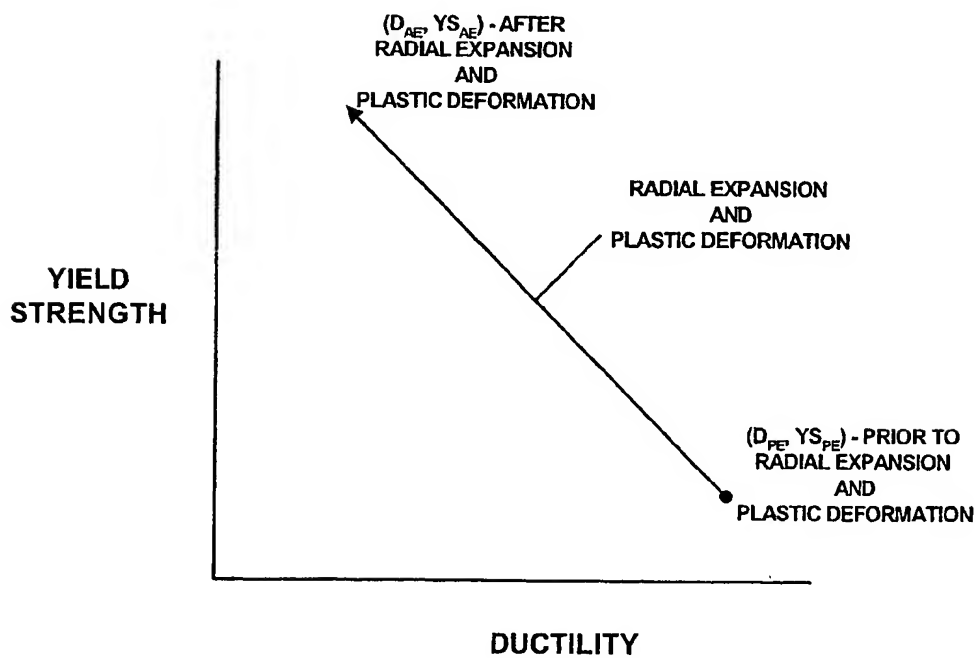 (D_AE, YS_AE) - AFTER
RADIAL EXPANSION
AND
PLASTIC DEFORMATION
RADIAL EXPANSION
AND
PLASTIC DEFORMATION
YIELD
STRENGTH
(D_PE, YS_PE) - PRIOR TO
RADIAL EXPANSION
AND
PLASTIC DEFORMATION
DUCTILITY